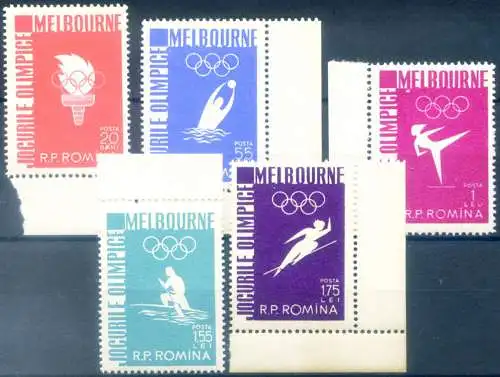 JOCURILE OLIMPICE
MELBOURNE
POSTA
20
BANI
R.P. ROMINA
JOCURILE OLIMPICE
MELBOURNE
POSTA
55
JOCURILE OLIMPICE
MELBOURNE
POSTA
1
LEU
R.P. ROMINA
JOCURILE OLIMPICE
MELBOURNE
POSTA
1.55
LEI
R.P. ROMINA
JOCURILE OLIMPICE
MELBOURNE
POSTA
1.75
LEI
R.P. ROMINA